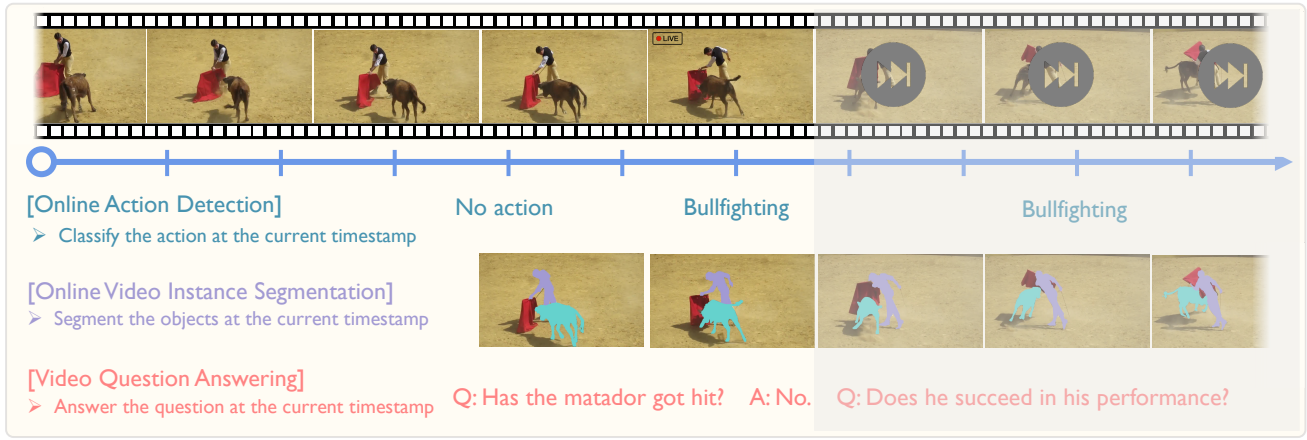 LIVE
[Online Action Detection]
No action
Bullfighting
Bullfighting
➢ Classify the action at the current timestamp
[Online Video Instance Segmentation]
➢ Segment the objects at the current timestamp
[Video Question Answering]
➢ Answer the question at the current timestamp
Q: Has the matador got hit? A: No. Q: Does he succeed in his performance?